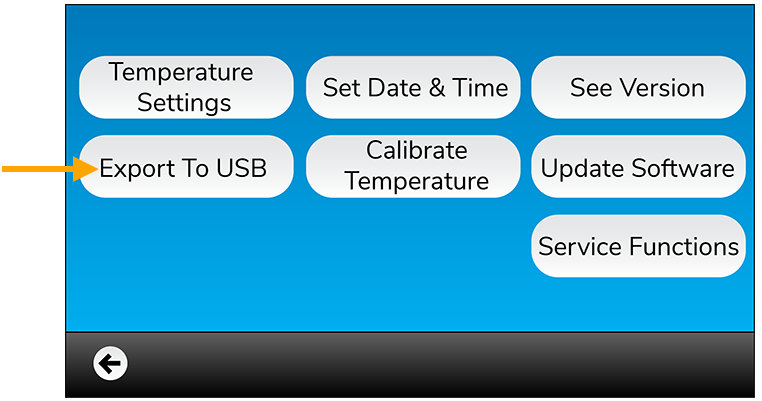 Temperature
Settings
Set Date & Time
See Version
Export To USB
Calibrate
Temperature
Update Software
Service Functions